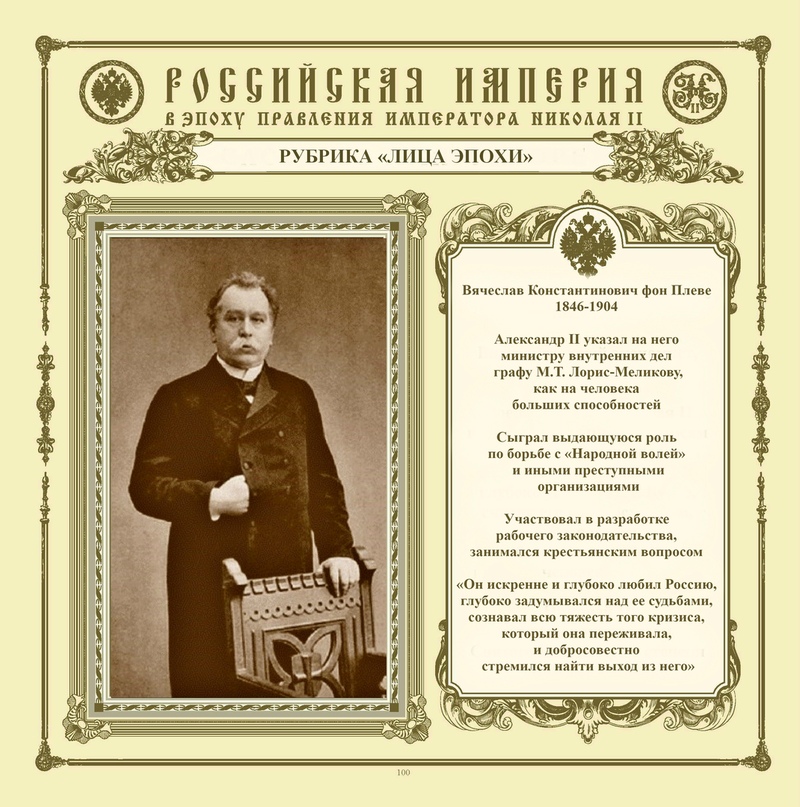 РОССИЙСКАЯ ИМПЕРИЯ
В ЭПОХУ ПРАВЛЕНИЯ ИМПЕРАТОРА НИКОЛАЯ II
РУБРИКА «ЛИЦА ЭПОХИ»
Вячеслав Константинович фон Плеве
1846-1904
Александр II указал на него
министру внутренних дел
графу М.Т. Лорис-Меликову,
как на человека
больших способностей
Сыграл выдающуюся роль
по борьбе с «Народной волей»
и иными преступными
организациями
Участвовал в разработке
рабочего законодательства,
занимался крестьянским вопросом
«Он искренне и глубоко любил Россию,
глубоко задумывался над ее судьбами,
сознавал всю тяжесть того кризиса,
который она переживала,
и добросовестно
стремился найти выход из него»
100